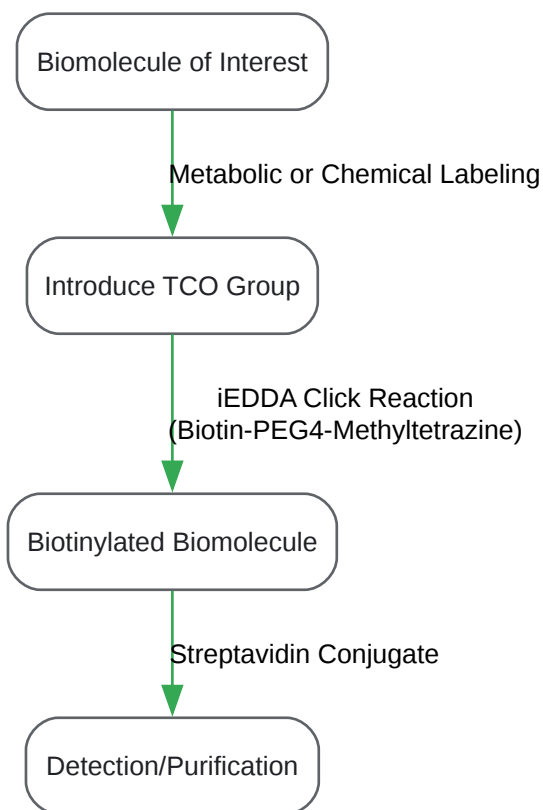 Biomolecule of Interest
Metabolic or Chemical Labeling
Introduce TCO Group
iEDDA Click Reaction
(Biotin-PEG4-Methyltetrazine)
Biotinylated Biomolecule
Streptavidin Conjugate
Detection/Purification